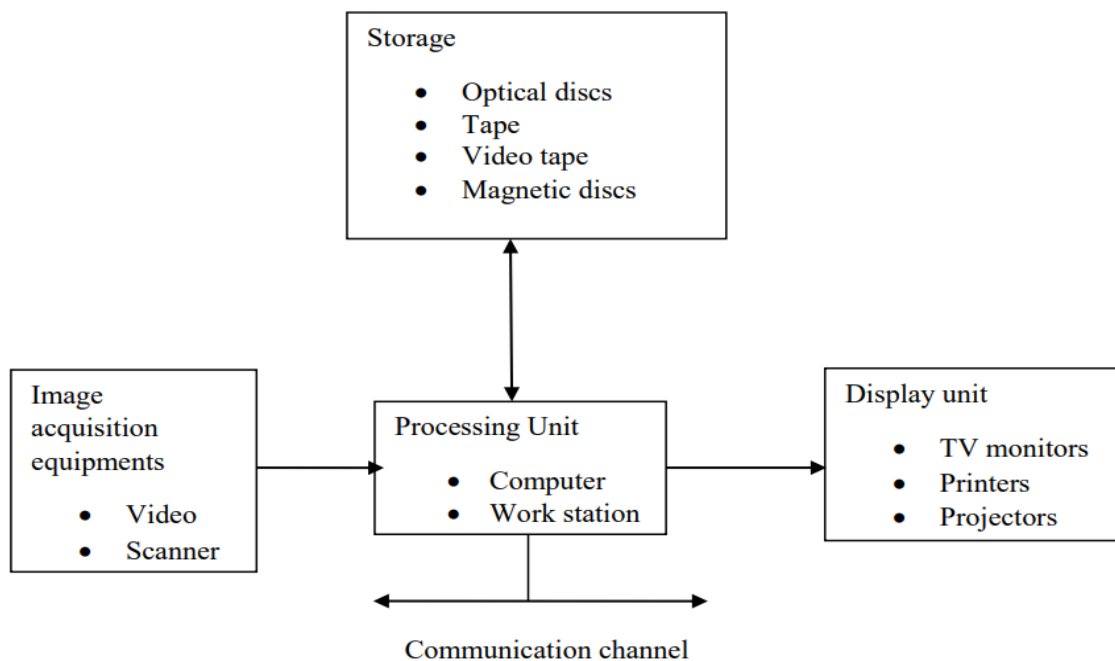 Storage
• Optical discs
• Tape
• Video tape
• Magnetic discs
Image
acquisition
equipments
• Video
• Scanner
Processing Unit
• Computer
• Work station
Display unit
• TV monitors
• Printers
• Projectors
Communication channel